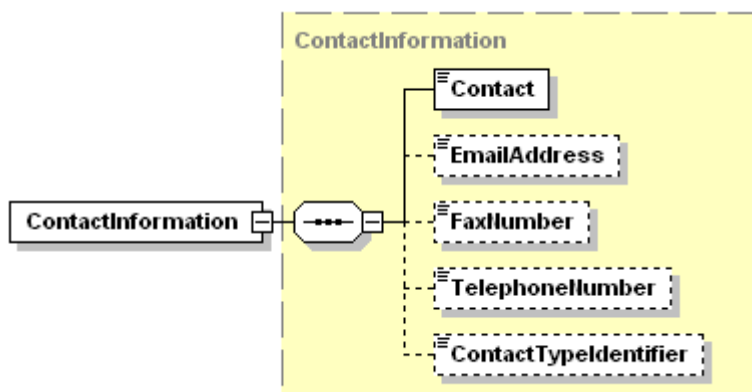 ContactInformation
Contact
EmailAddress
ContactInformation
FaxNumber
TelephoneNumber
ContactTypeIdentifier